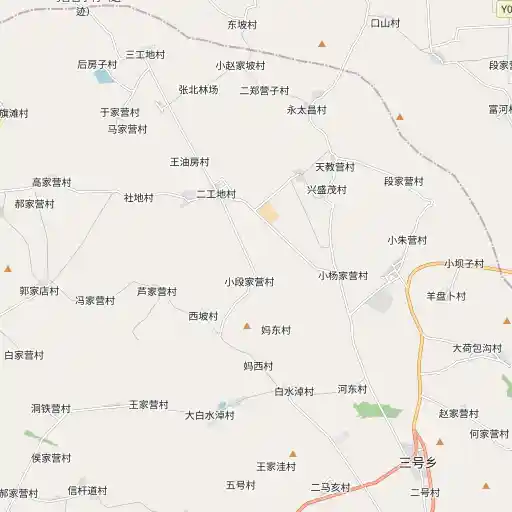 迹)
东坡村
口山村
Y0
三工地村
后房子村
小赵家坡村
段家
张北林场
二郑营子村
永太昌村
富河村
于家营村
旗滩村
马家营村
王油房村
天教营村
高家营村
段家营村
社地村
二工地村
兴盛茂村
郝家营村
小朱营村
小坝子村
小段家营村
小杨家营村
郭家店村
冯家营村
芦家营村
羊盘卜村
西坡村
妈东村
大荷包沟村
白家营村
妈西村
白水淖村
河东村
洞铁营村
王家营村
大白水淖村
赵家营村
何家营村
侯家营村
三号乡
王家洼村
五号村
二马亥村
二号村
信杆道村
郝家营村